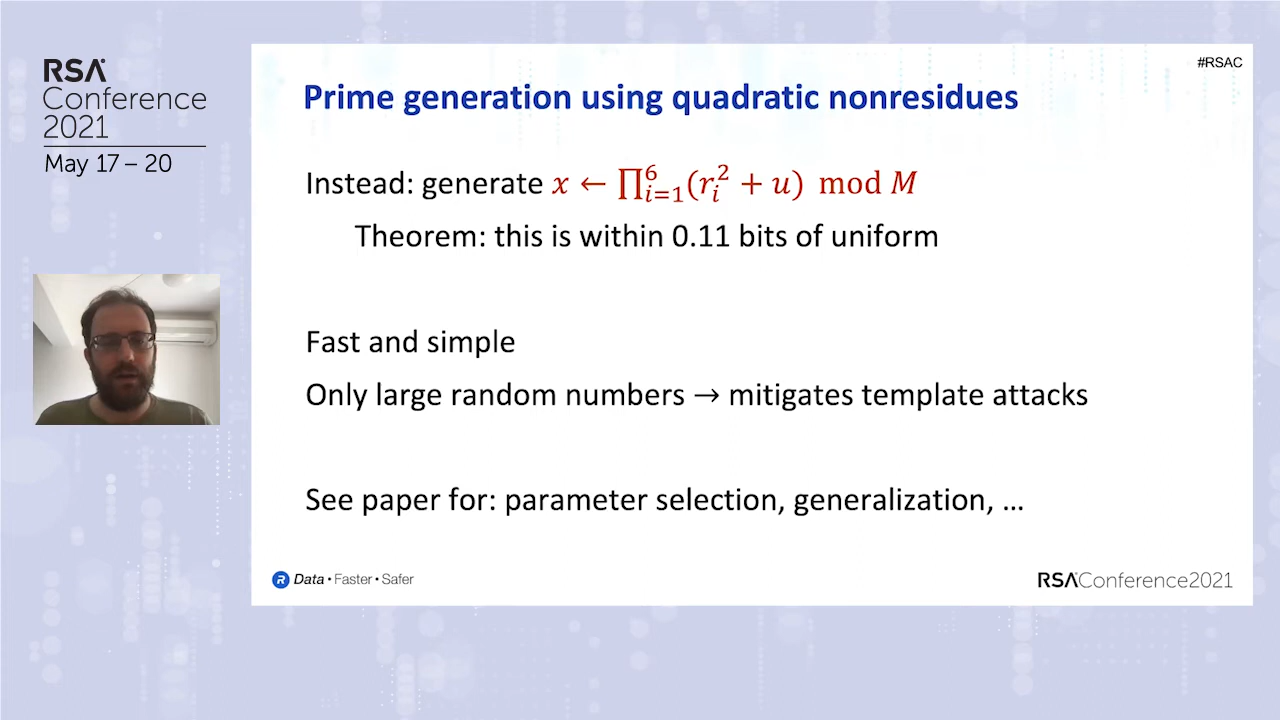 RSA
Conference
2021
May 17 – 20
#RSAC
Prime generation using quadratic nonresidues
Instead: generate x ← ∏_{i=1}^{6}(r_i^2 + u) mod M
Theorem: this is within 0.11 bits of uniform
Fast and simple
Only large random numbers → mitigates template attacks
See paper for: parameter selection, generalization, …
R Data • Faster • Safer
RSAConference2021